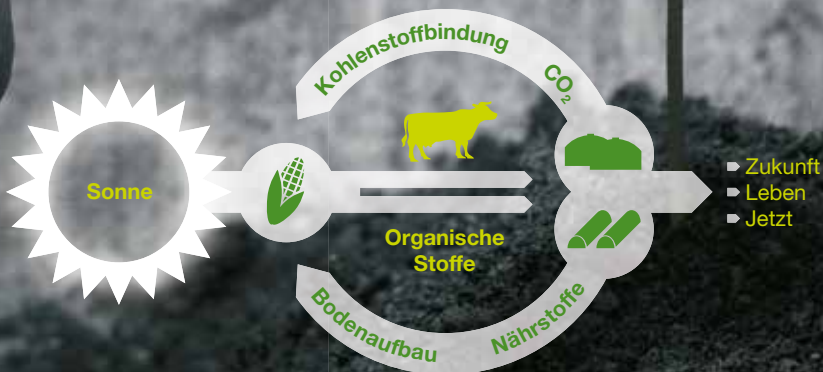 Kohlenstoffbindung
CO₂
Sonne
Organische
Stoffe
Zukunft
Leben
Jetzt
Bodenaufbau
Nährstoffe